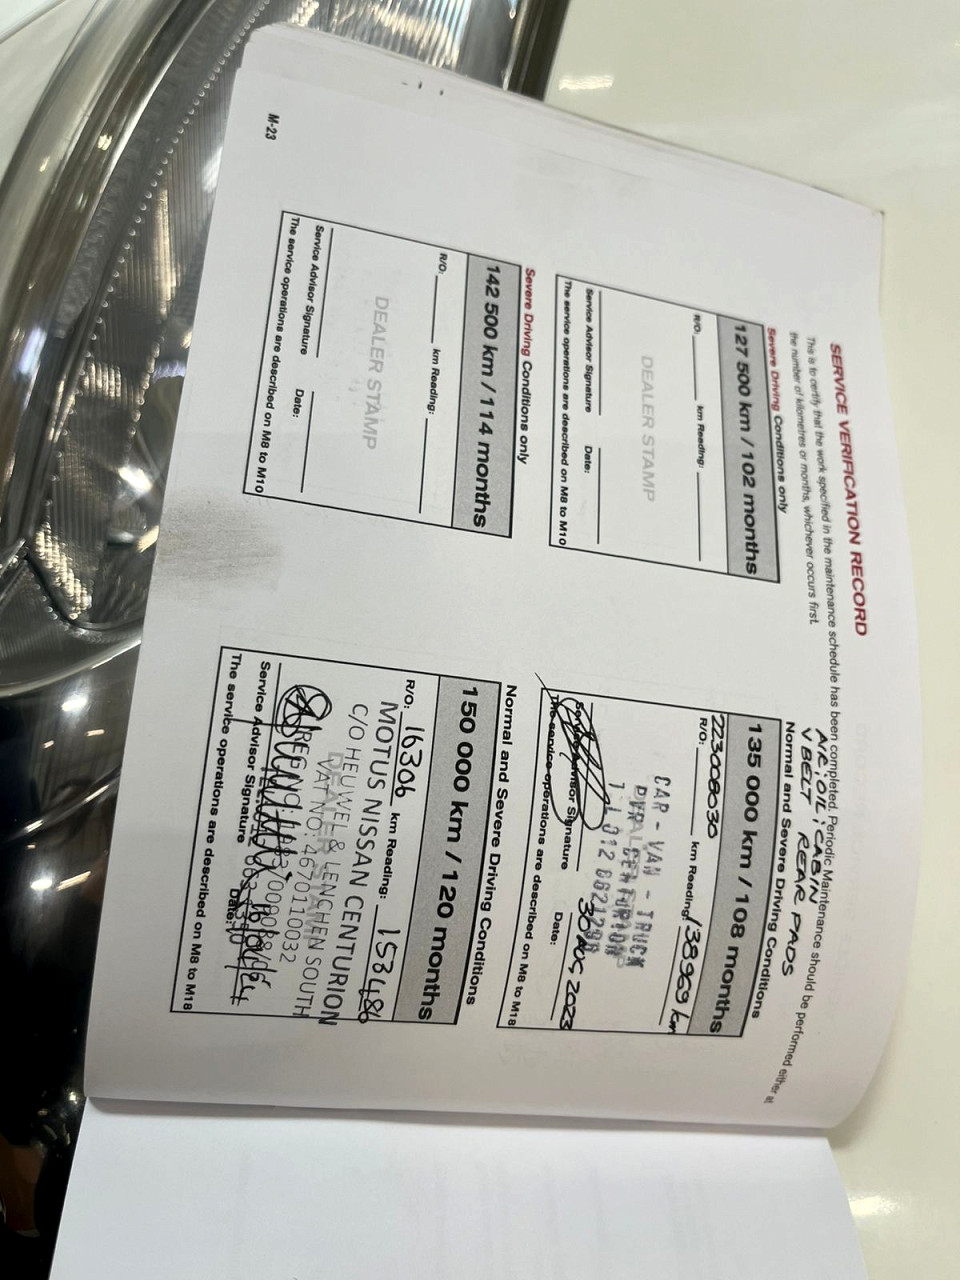 SERVICE VERIFICATION RECORD
This is to certify that the work specified in the maintenance schedule has been completed. Periodic Maintenance should be performed either at
the number of kilometres or months, whichever occurs first.
AIR; OIL; CABIN
V BELT REAR PADS
Severe Driving Conditions only
127 500 km / 102 months
R/O: km Reading:
DEALER STAMP
Service Advisor Signature Date:
The service operations are described on M8 to M10
Normal and Severe Driving Conditions
135 000 km / 108 months
223008030
R/O: km Reading: 138969 km
CAR - VAN - TRUCK
30 AUG 2023
Service Advisor Signature Date:
The service operations are described on M8 to M18
Severe Driving Conditions only
142 500 km / 114 months
R/O: km Reading:
DEALER STAMP
Service Advisor Signature Date:
The service operations are described on M8 to M10
Normal and Severe Driving Conditions
150 000 km / 120 months
R/O: 16306 km Reading: 153486
MOTUS NISSAN CENTURION
C/O HEUWEL & LENCHEN SOUTH
VAT NO: 4670110032
Service Advisor Signature Date:
The service operations are described on M8 to M18
M-23